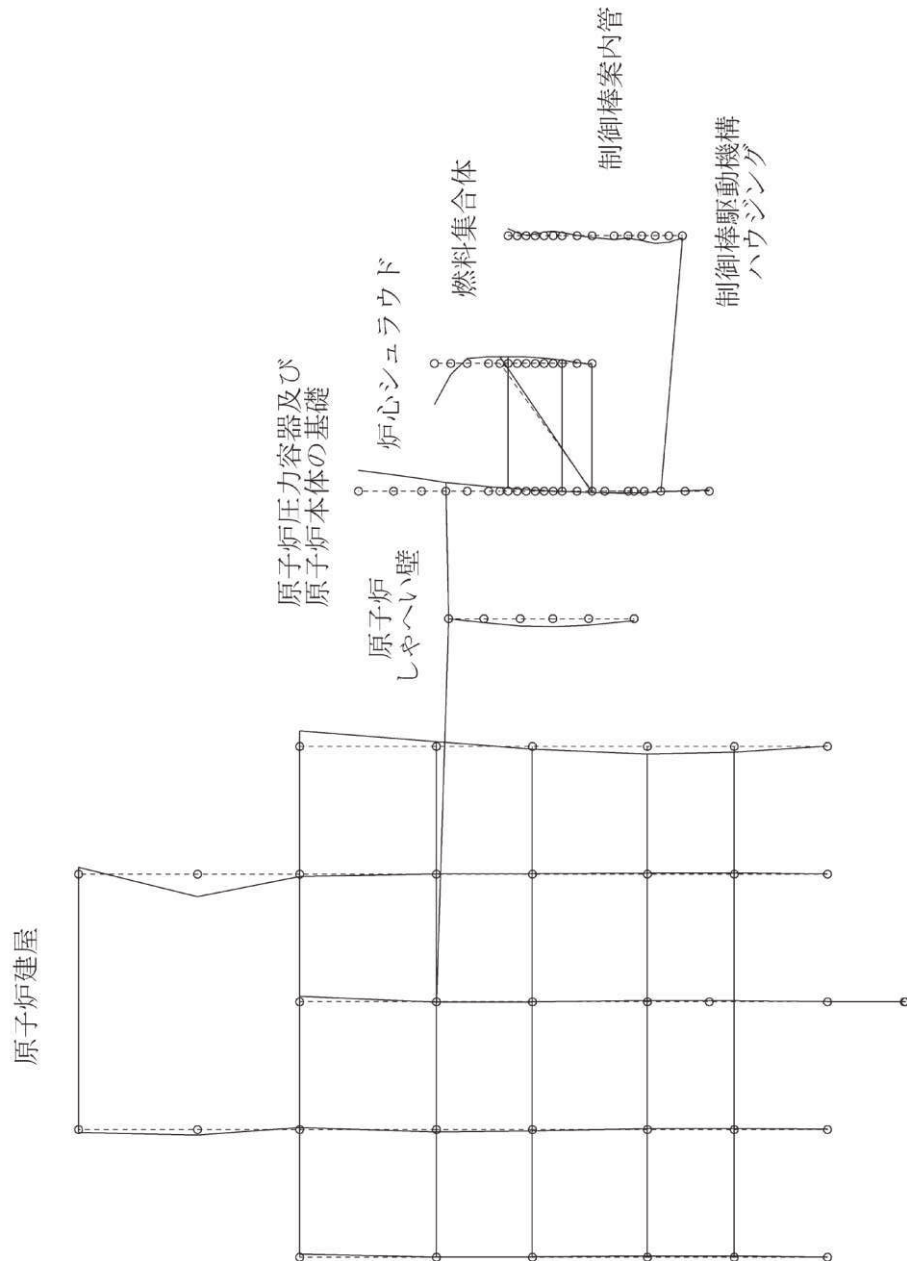 原子炉建屋
原子炉
しゃへい壁
原子炉圧力容器及び
原子炉本体の基礎
炉心シュラウド
燃料集合体
制御棒案内管
制御棒駆動機構
ハウジング